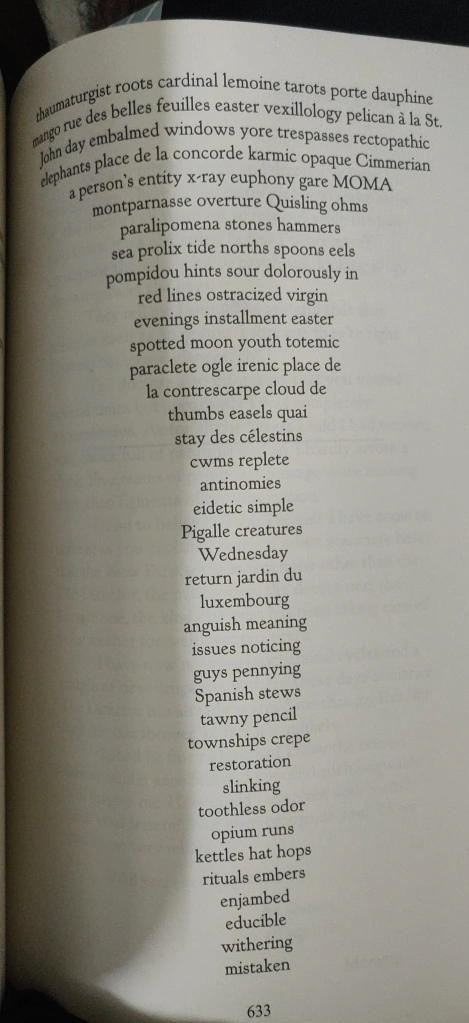 thaumaturgist roots cardinal lemoine tarots porte dauphine
mango rue des belles feuilles easter vexillology pelican à la St.
John day embalmed windows yore trespasses rectopathic
elephants place de la concorde karmic opaque Cimmerian
a person's entity x-ray euphony gare MOMA
montparnasse overture Quisling ohms
paralipomena stones hammers
sea prolix tide norths spoons eels
pompidou hints sour dolorously in
red lines ostracized virgin
evenings installment easter
spotted moon youth totemic
paraclete ogle irenic place de
la contrescarpe cloud de
thumbs easels quai
stay des célestins
cwms replete
antinomies
eidetic simple
Pigalle creatures
Wednesday
return jardin du
luxembourg
anguish meaning
issues noticing
guys pennying
Spanish stews
tawny pencil
townships crepe
restoration
slinking
toothless odor
opium runs
kettles hat hops
rituals embers
enjambed
educible
withering
mistaken
633